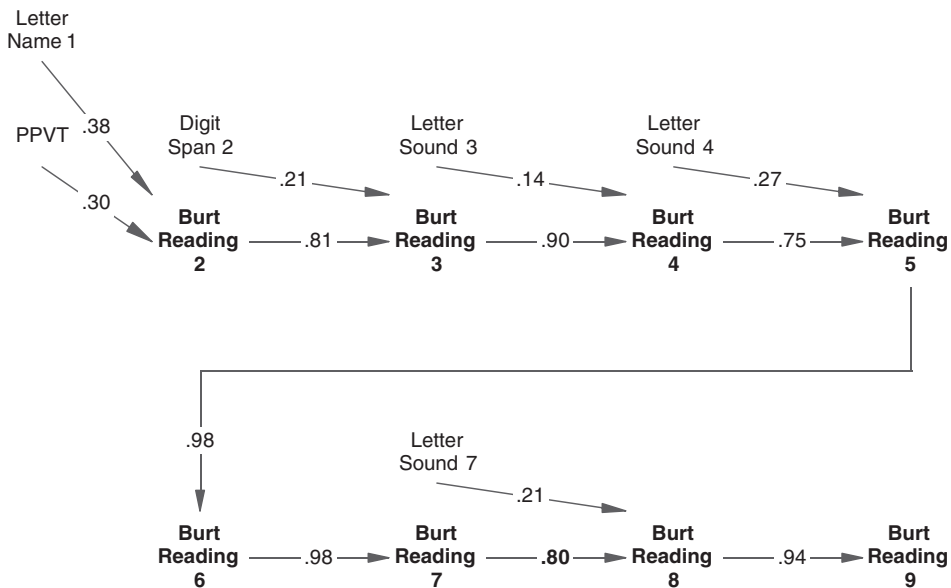 Letter
Name 1
PPVT
.38
.30
Digit
Span 2
.21
Letter
Sound 3
.14
Letter
Sound 4
.27
Burt
Reading
2
.81
Burt
Reading
3
.90
Burt
Reading
4
.75
Burt
Reading
5
.98
Letter
Sound 7
.21
Burt
Reading
6
.98
Burt
Reading
7
.80
Burt
Reading
8
.94
Burt
Reading
9